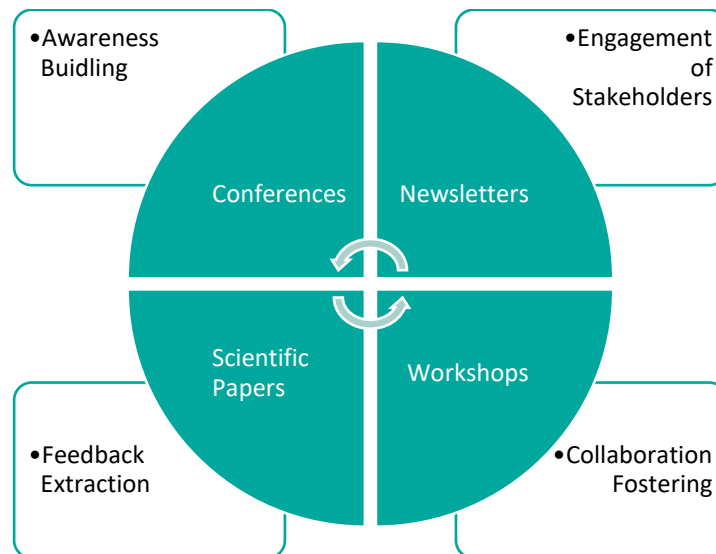 •Awareness
Buidling
•Engagement
of
Stakeholders
Conferences
Newsletters
Scientific
Papers
Workshops
•Feedback
Extraction
•Collaboration
Fostering